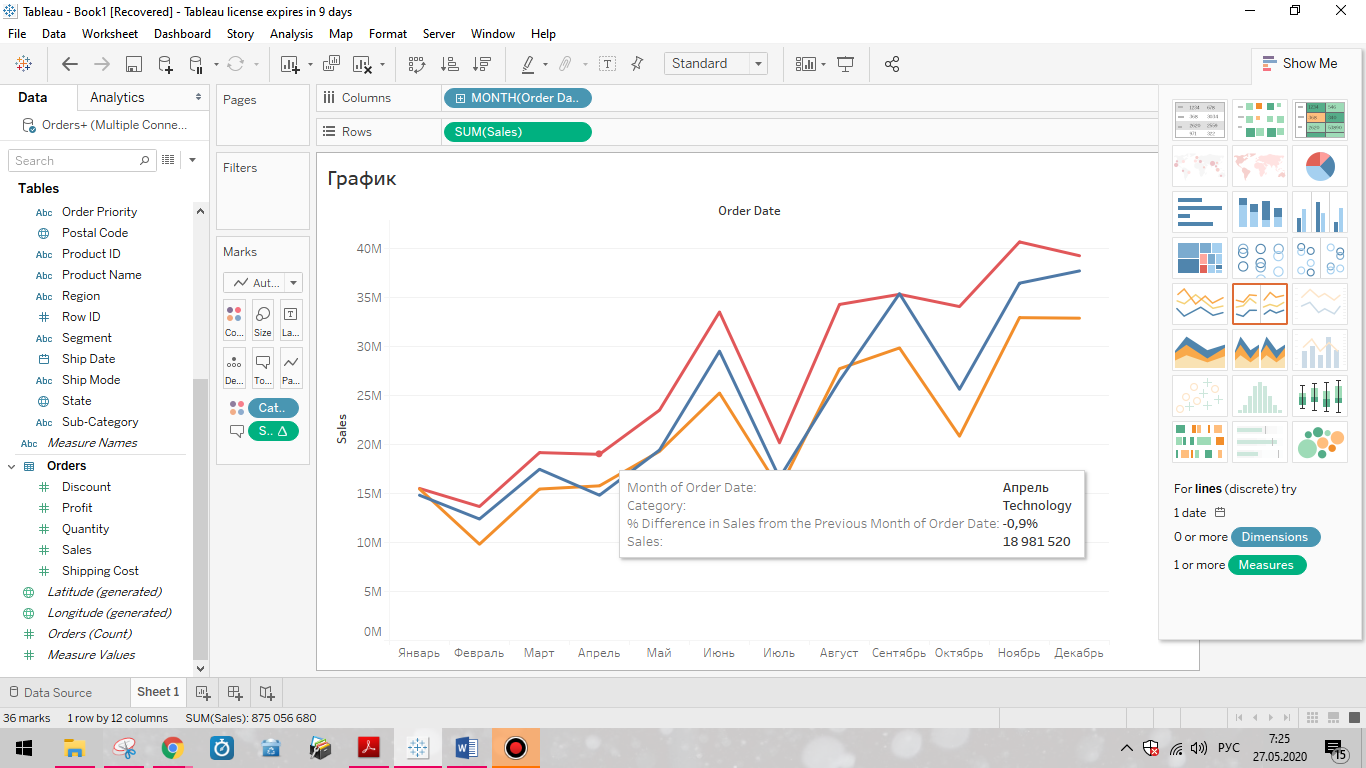 Tableau - Book1 [Recovered] - Tableau license expires in 9 days
File Data Worksheet Dashboard Story Analysis Map Format Server Window Help
Standard
Show Me
Data Analytics
Orders+ (Multiple Conne...
Search
Tables
Abc Order Priority
Postal Code
Abc Product ID
Abc Product Name
Abc Region
Row ID
Abc Segment
Ship Date
Abc Ship Mode
State
Abc Sub-Category
Abc Measure Names
Orders
Discount
Profit
Quantity
Sales
Shipping Cost
Latitude (generated)
Longitude (generated)
Orders (Count)
Measure Values
Pages
Filters
Marks
Aut...
Co... Size La...
De... To... Pa...
Cat..
S..
Columns MONTH(Order Da..
Rows SUM(Sales)
График
Order Date
Sales
40M
35M
30M
25M
20M
15M
10M
5M
0M
Январь Февраль Март Апрель Май Июнь Июль Август Сентябрь Октябрь Ноябрь Декабрь
Month of Order Date: Апрель
Category: Technology
% Difference in Sales from the Previous Month of Order Date: -0,9%
Sales: 18 981 520
For lines (discrete) try
1 date
0 or more Dimensions
1 or more Measures
Data Source Sheet 1
36 marks 1 row by 12 columns SUM(Sales): 875 056 680
РУС
7:25
27.05.2020
15